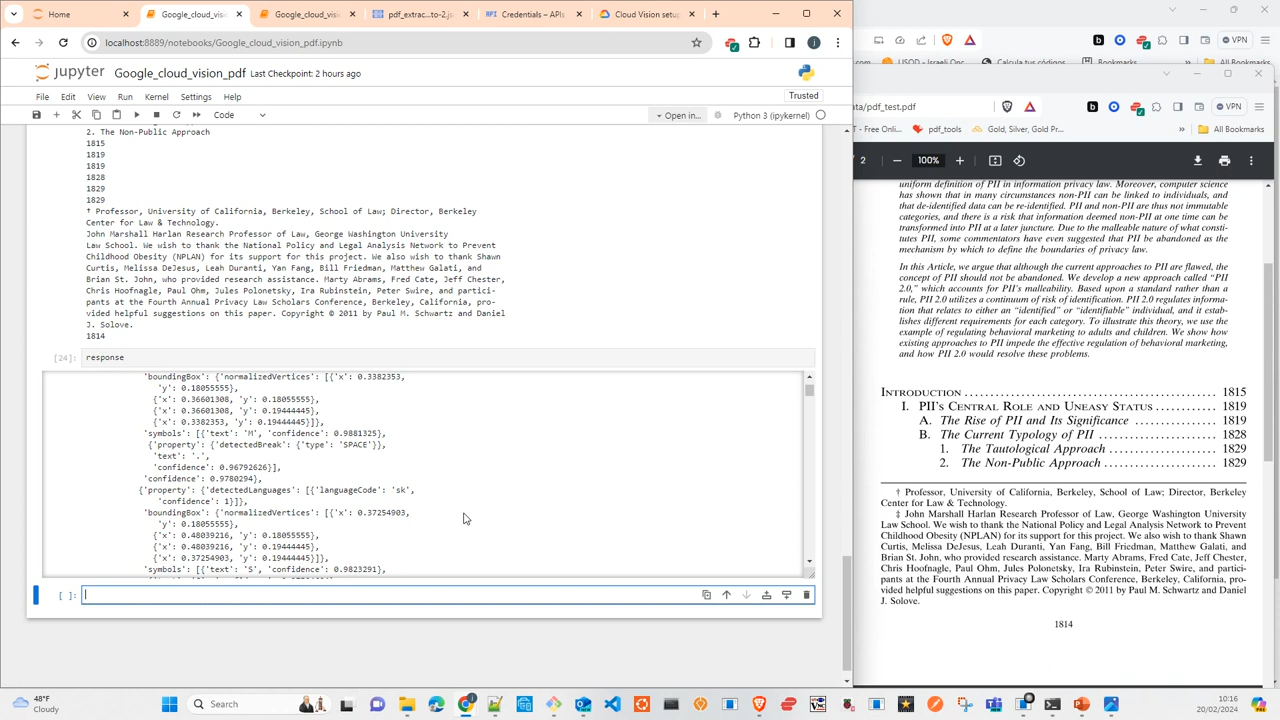 Home
Google_cloud_visi
Google_cloud_visi
pdf_extrac...to-2.js
RPI Credentials – APIs
Cloud Vision setu
localhost:8889/notebooks/Google_cloud_vision_pdf.ipynb
jupyter Google_cloud_vision_pdf Last Checkpoint: 2 hours ago
Trusted
File Edit View Run Kernel Settings Help
Code Open in... Python 3 (ipykernel)
2. The Non-Public Approach
1815
1819
1819
1828
1829
1829
† Professor, University of California, Berkeley, School of Law; Director, Berkeley
Center for Law & Technology.
John Marshall Harlan Research Professor of Law, George Washington University
Law School. We wish to thank the National Policy and Legal Analysis Network to Prevent
Childhood Obesity (NPLAN) for its support for this project. We also wish to thank Shawn
Curtis, Melissa DeJesus, Leah Duranti, Yan Fang, Bill Friedman, Matthew Galati, and
Brian St. John, who provided research assistance. Marty Abrams, Fred Cate, Jeff Chester,
Chris Hoofnagle, Paul Ohm, Jules Polonetsky, Ira Rubinstein, Peter Swire, and partici-
pants at the Fourth Annual Privacy Law Scholars Conference, Berkeley, California, pro-
vided helpful suggestions on this paper. Copyright © 2011 by Paul M. Schwartz and Daniel
J. Solove.
1814
[24]: response
'boundingBox': {'normalizedVertices': [{'x': 0.3382353,
'y': 0.18055555},
{'x': 0.36601308, 'y': 0.18055555},
{'x': 0.36601308, 'y': 0.19444445},
{'x': 0.3382353, 'y': 0.19444445}]},
'symbols': [{'text': 'M', 'confidence': 0.9881325},
{'property': {'detectedBreak': {'type': 'SPACE'}},
'text': '.',
'confidence': 0.96792626}],
'confidence': 0.9780294},
{'property': {'detectedLanguages': [{'languageCode': 'sk',
'confidence': 1}]},
'boundingBox': {'normalizedVertices': [{'x': 0.37254903,
'y': 0.18055555},
{'x': 0.48039216, 'y': 0.18055555},
{'x': 0.48039216, 'y': 0.19444445},
{'x': 0.37254903, 'y': 0.19444445}]},
'symbols': [{'text': 'S', 'confidence': 0.9823291},
[ ]:
VPN
USOD - Israeli Onc
Calcula tus códigos
Bookmarks
ata/pdf_test.pdf
VPN
T - Free Onli...
pdf_tools
Gold, Silver, Gold Pr...
All Bookmarks
2 100%
uniform definition of PII in information privacy law. Moreover, computer science
has shown that in many circumstances non-PII can be linked to individuals, and
that de-identified data can be re-identified. PII and non-PII are thus not immutable
categories, and there is a risk that information deemed non-PII at one time can be
transformed into PII at a later juncture. Due to the malleable nature of what consti-
tutes PII, some commentators have even suggested that PII be abandoned as the
mechanism by which to define the boundaries of privacy law.
In this Article, we argue that although the current approaches to PII are flawed, the
concept of PII should not be abandoned. We develop a new approach called “PII
2.0,” which accounts for PII’s malleability. Based upon a standard rather than a
rule, PII 2.0 utilizes a continuum of risk of identification. PII 2.0 regulates informa-
tion that relates to either an “identified” or “identifiable” individual, and it estab-
lishes different requirements for each category. To illustrate this theory, we use the
example of regulating behavioral marketing to adults and children. We show how
existing approaches to PII impede the effective regulation of behavioral marketing,
and how PII 2.0 would resolve these problems.
INTRODUCTION ........ 1815
I. PII’S CENTRAL ROLE AND UNEASY STATUS ........ 1819
A. The Rise of PII and Its Significance ........ 1819
B. The Current Typology of PII ........ 1828
1. The Tautological Approach ........ 1829
2. The Non-Public Approach ........ 1829
† Professor, University of California, Berkeley, School of Law; Director, Berkeley
Center for Law & Technology.
‡ John Marshall Harlan Research Professor of Law, George Washington University
Law School. We wish to thank the National Policy and Legal Analysis Network to Prevent
Childhood Obesity (NPLAN) for its support for this project. We also wish to thank Shawn
Curtis, Melissa DeJesus, Leah Duranti, Yan Fang, Bill Friedman, Matthew Galati, and
Brian St. John, who provided research assistance. Marty Abrams, Fred Cate, Jeff Chester,
Chris Hoofnagle, Paul Ohm, Jules Polonetsky, Ira Rubinstein, Peter Swire, and partici-
pants at the Fourth Annual Privacy Law Scholars Conference, Berkeley, California, pro-
vided helpful suggestions on this paper. Copyright © 2011 by Paul M. Schwartz and Daniel
J. Solove.
1814
48°F
Cloudy
Search
10:16
20/02/2024